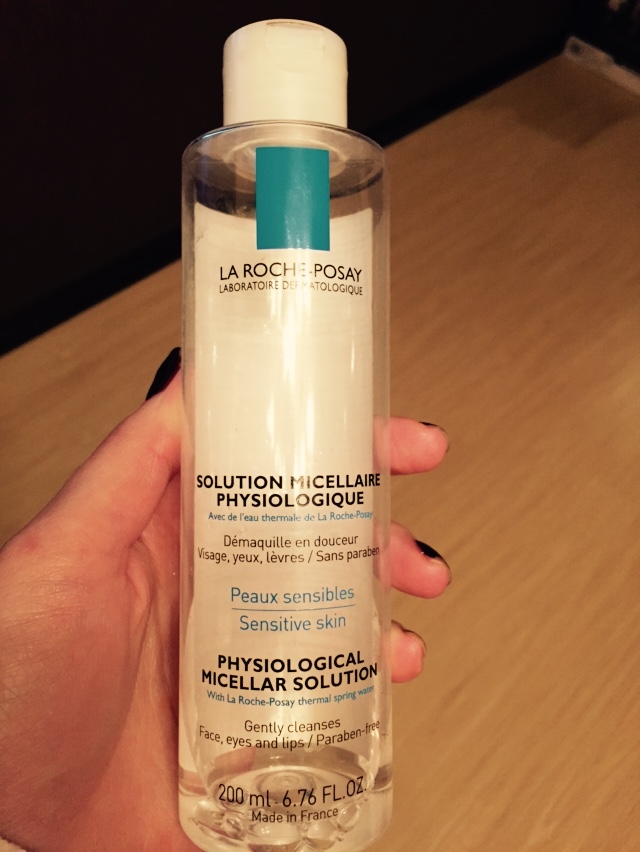 LA ROCHE-POSAY
LABORATOIRE DERMATOLOGIQUE
SOLUTION MICELLAIRE
PHYSIOLOGIQUE
Avec de l'eau thermale de La Roche-Posay
Démaquille en douceur
Visage, yeux, lèvres / Sans paraben
Peaux sensibles
Sensitive skin
PHYSIOLOGICAL
MICELLAR SOLUTION
With La Roche-Posay thermal spring water
Gently cleanses
Face, eyes and lips / Paraben-free
200 ml - 6.76 FL.OZ.
Made in France